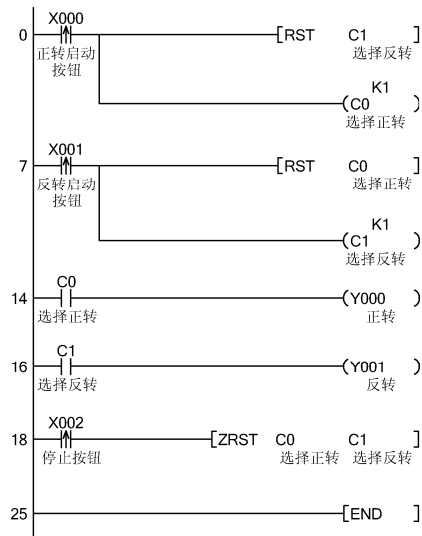 X000
0 [RST C1 ]
正转启动 选择反转
按钮
K1
(C0 )
选择正转
X001
7 [RST C0 ]
反转启动 选择正转
按钮
K1
(C1 )
选择反转
C0
14 (Y000 )
选择正转 正转
C1
16 (Y001 )
选择反转 反转
X002
18 [ZRST C0 C1 ]
停止按钮 选择正转 选择反转
25 [END ]